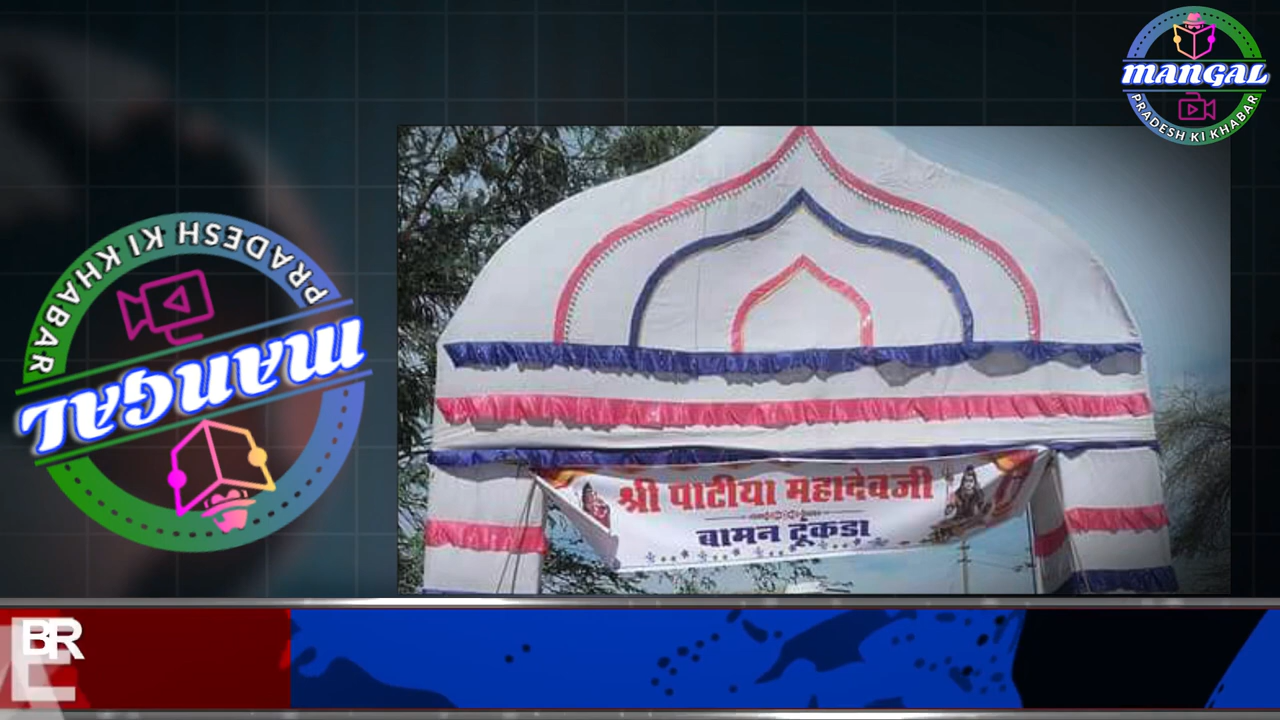 MANGAL
PRADESH KI KHABAR
PRADESH KI KHABAR
MANGAL
श्री पाटीया महादेवजी
बामन टूंकडा
BR
E